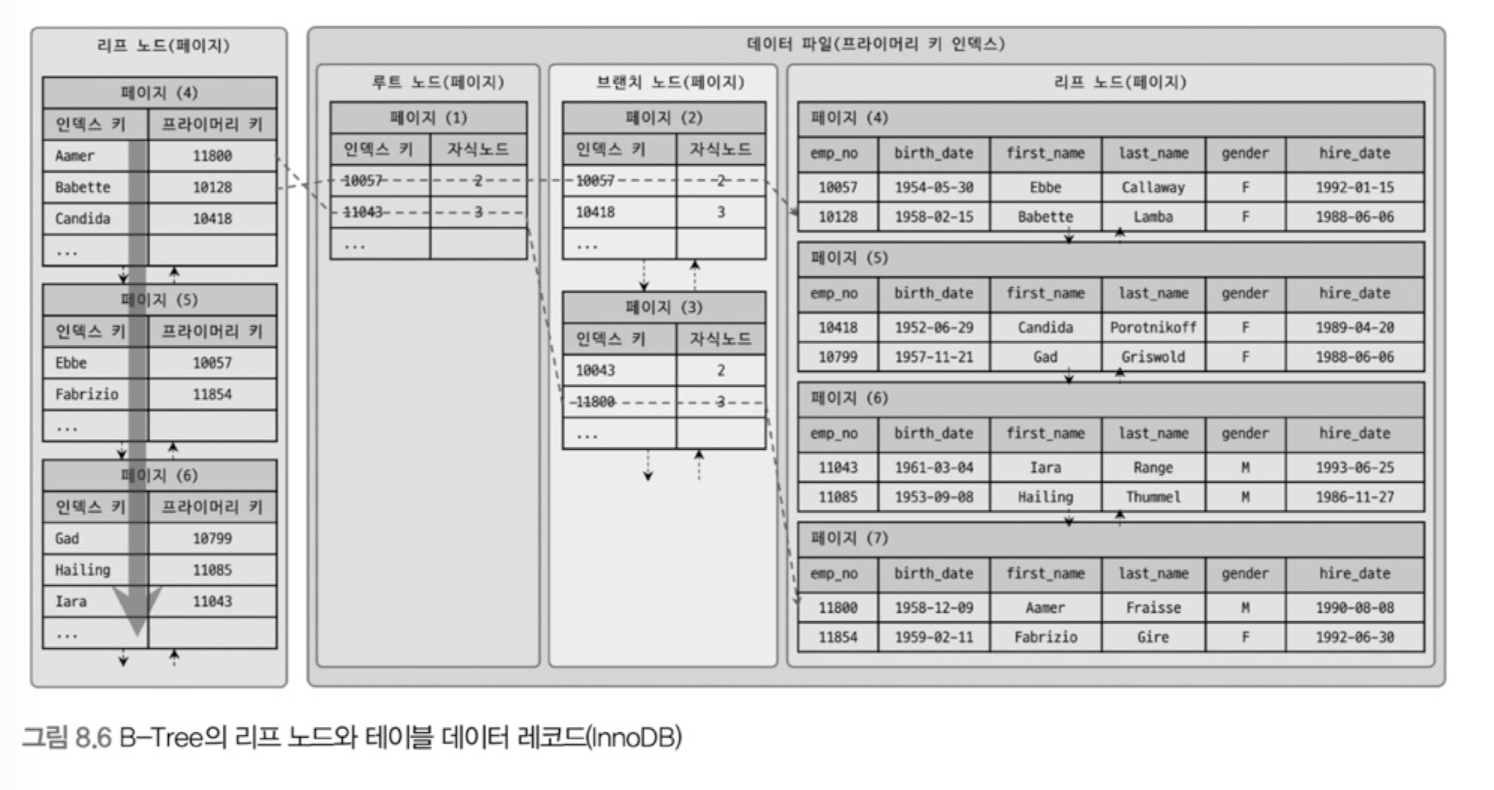 리프 노드(페이지)
페이지 (4)
인덱스 키 프라이머리 키
Aamer 11800
Babette 10128
Candida 10418
...
페이지 (5)
인덱스 키 프라이머리 키
Ebbe 10057
Fabrizio 11854
...
페이지 (6)
인덱스 키 프라이머리 키
Gad 10799
Hailing 11085
Iara 11043
...
데이터 파일(프라이머리 키 인덱스)
루트 노드(페이지)
페이지 (1)
인덱스 키 자식노드
10057 2
11043 3
...
브랜치 노드(페이지)
페이지 (2)
인덱스 키 자식노드
10057 2
10418 3
...
페이지 (3)
인덱스 키 자식노드
10043 2
11800 3
...
리프 노드(페이지)
페이지 (4)
emp_no birth_date first_name last_name gender hire_date
10057 1954-05-30 Ebbe Callaway F 1992-01-15
10128 1958-02-15 Babette Lamba F 1988-06-06
페이지 (5)
emp_no birth_date first_name last_name gender hire_date
10418 1952-06-29 Candida Porotnikoff F 1989-04-20
10799 1957-11-21 Gad Griswold F 1988-06-06
페이지 (6)
emp_no birth_date first_name last_name gender hire_date
11043 1961-03-04 Iara Range M 1993-06-25
11085 1953-09-08 Hailing Thummel M 1986-11-27
페이지 (7)
emp_no birth_date first_name last_name gender hire_date
11800 1958-12-09 Aamer Fraisse M 1990-08-08
11854 1959-02-11 Fabrizio Gire F 1992-06-30
그림 8.6 B-Tree의 리프 노드와 테이블 데이터 레코드(InnoDB)